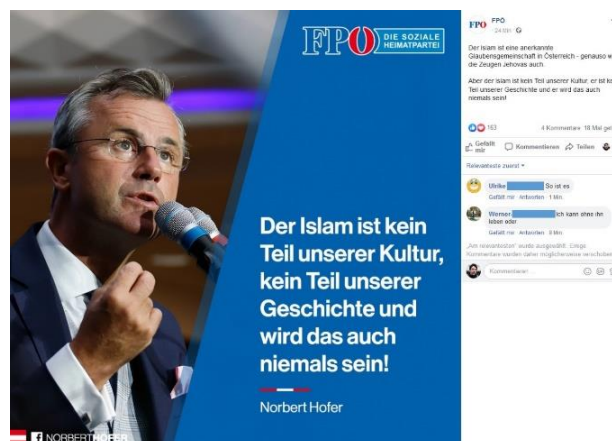 FPÖ DIE SOZIALE
HEIMATPARTEI
Der Islam ist kein
Teil unserer Kultur,
kein Teil unserer
Geschichte und
wird das auch
niemals sein!
Norbert Hofer
NORBERTHOFER
FPÖ FPÖ
Der Islam ist eine anerkannte
Glaubensgemeinschaft in Österreich - genauso
die Zeugen Jehovas auch.
Aber der Islam ist kein Teil unserer Kultur, er ist
Teil unserer Geschichte und er wird das auch
niemals sein!
163 4 Kommentare 18 Mal
Gefällt
mir Kommentieren Teilen
Relevanteste zuerst
Ulrike So ist es
Gefällt mir Antworten 1 Min.
Werner Ich kann ohne ihn
leben oder
Gefällt mir Antworten 8 Min.
„Am relevantesten“ wurde ausgewählt. Einige
Kommentare wurden daher möglicherweise
Kommentieren ...